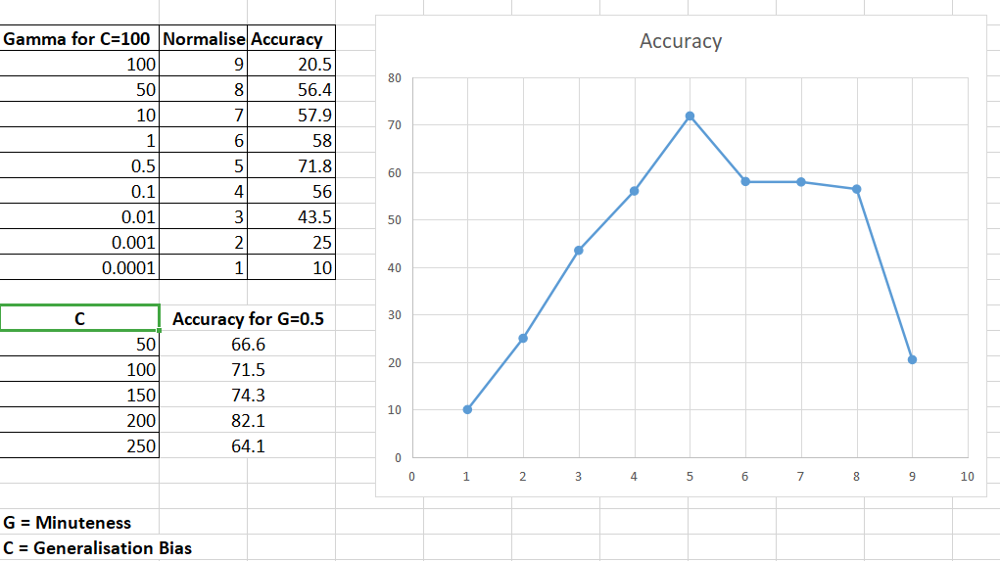 Gamma for C=100 Normalise Accuracy
100 9 20.5
50 8 56.4
10 7 57.9
1 6 58
0.5 5 71.8
0.1 4 56
0.01 3 43.5
0.001 2 25
0.0001 1 10
C Accuracy for G=0.5
50 66.6
100 71.5
150 74.3
200 82.1
250 64.1
G = Minuteness
C = Generalisation Bias
Accuracy
80
70
60
50
40
30
20
10
0
0 1 2 3 4 5 6 7 8 9 10